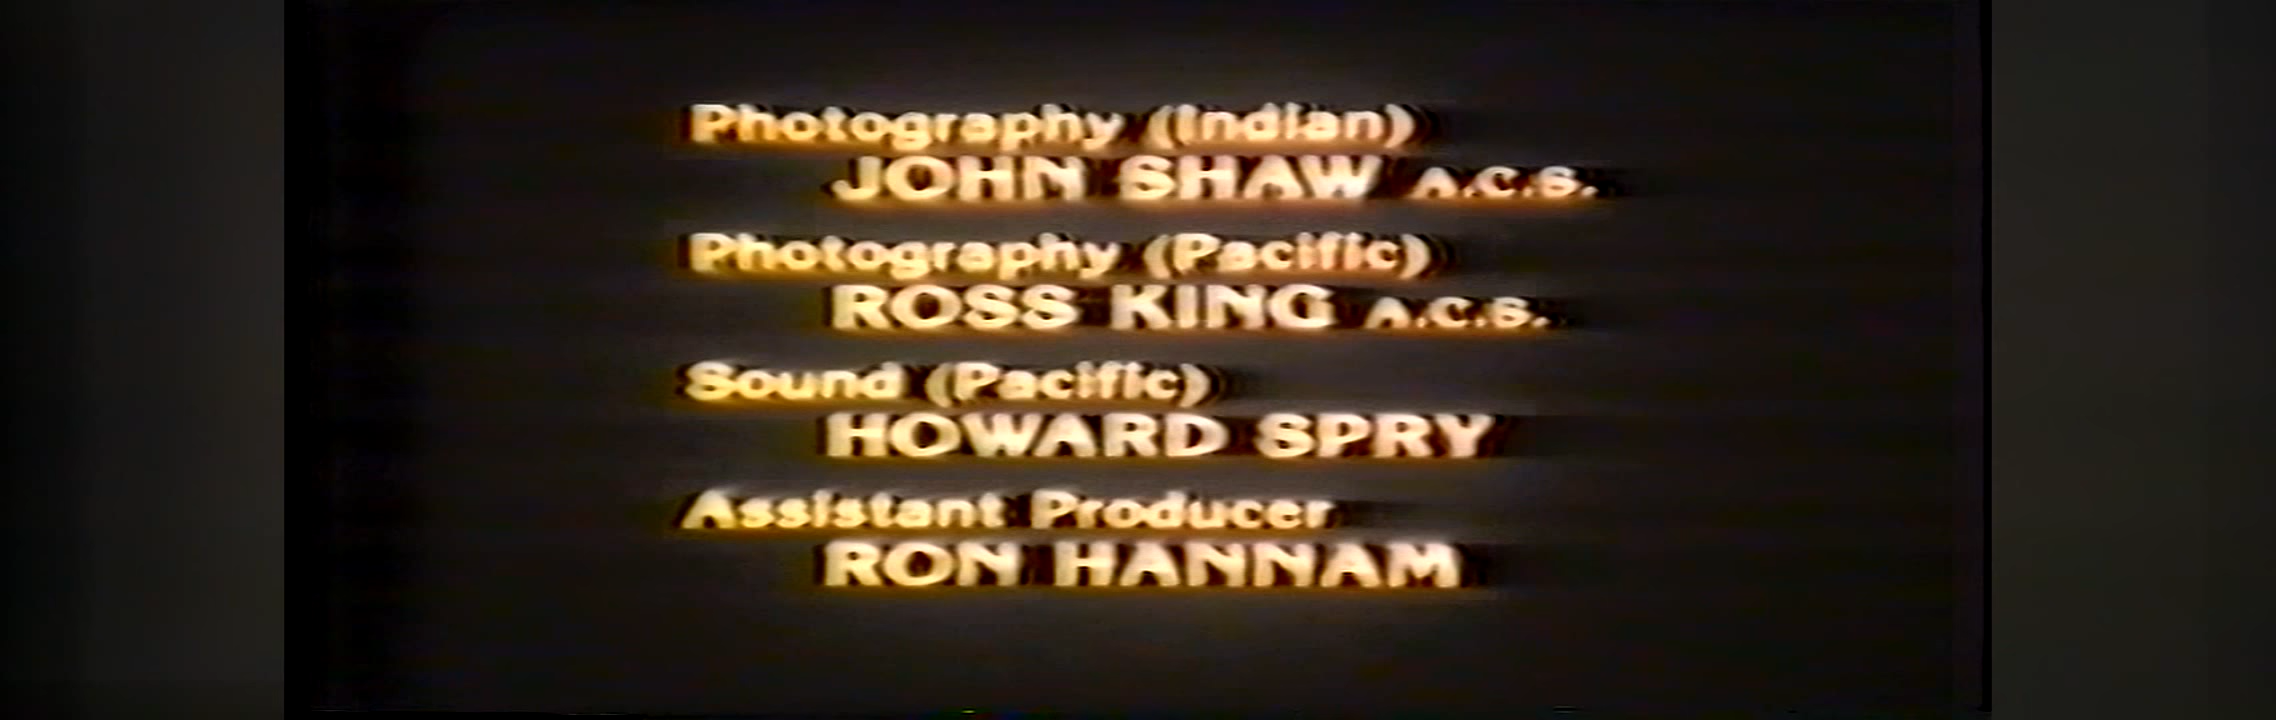 Photography (Indian)
JOHN SHAW A.C.S.
Photography (Pacific)
ROSS KING A.C.S.
Sound (Pacific)
HOWARD SPRY
Assistant Producer
RON HANNAM